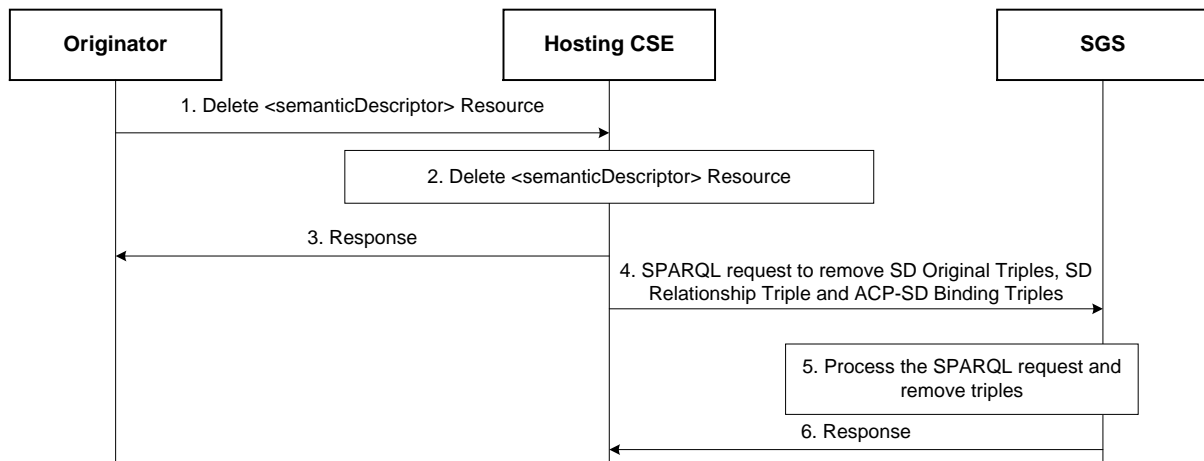 Originator
Hosting CSE
SGS
1. Delete <semanticDescriptor> Resource
2. Delete <semanticDescriptor> Resource
3. Response
4. SPARQL request to remove SD Original Triples, SD
Relationship Triple and ACP-SD Binding Triples
5. Process the SPARQL request and
remove triples
6. Response